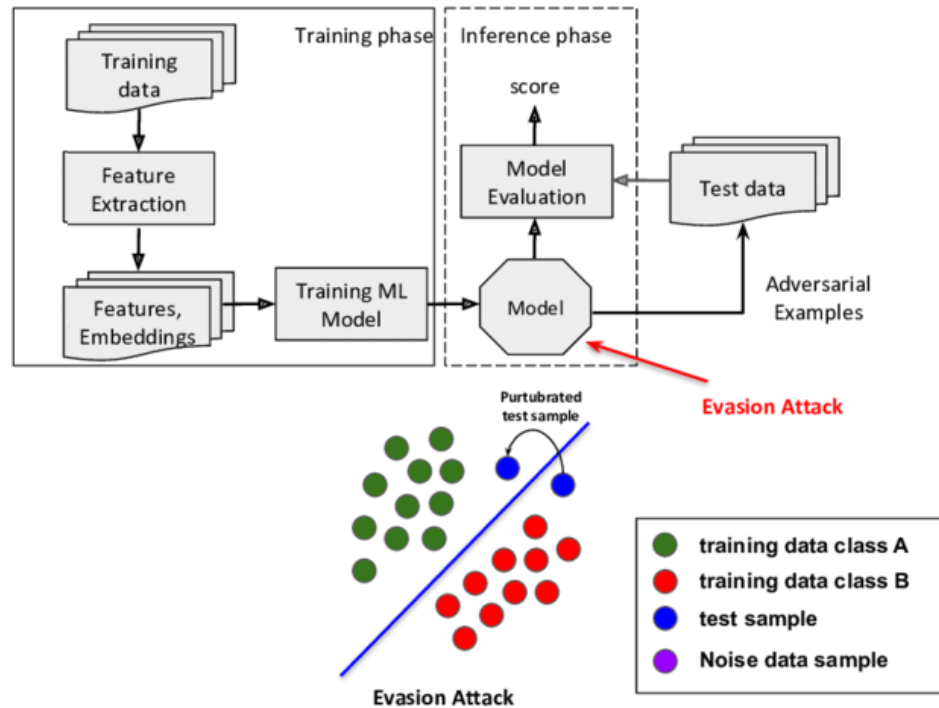 Training phase
Inference phase
Training
data
score
Feature
Extraction
Model
Evaluation
Test data
Features,
Embeddings
Training ML
Model
Model
Adversarial
Examples
Evasion Attack
Purtubrated
test sample
training data class A
training data class B
test sample
Noise data sample
Evasion Attack